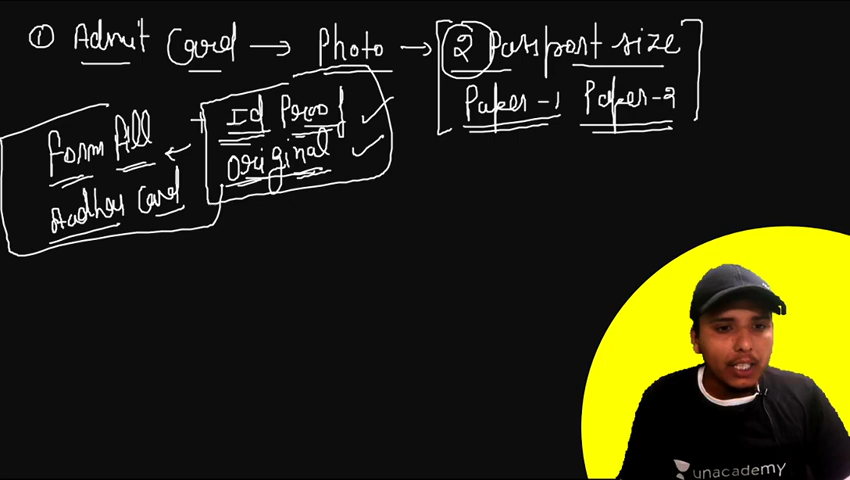 ① Admit Card → Photo → [ 2 Passport size
Paper-1 Paper-2 ]
Id Proof ✓
Original ✓
Form fill ←
Aadhar Card
unacademy